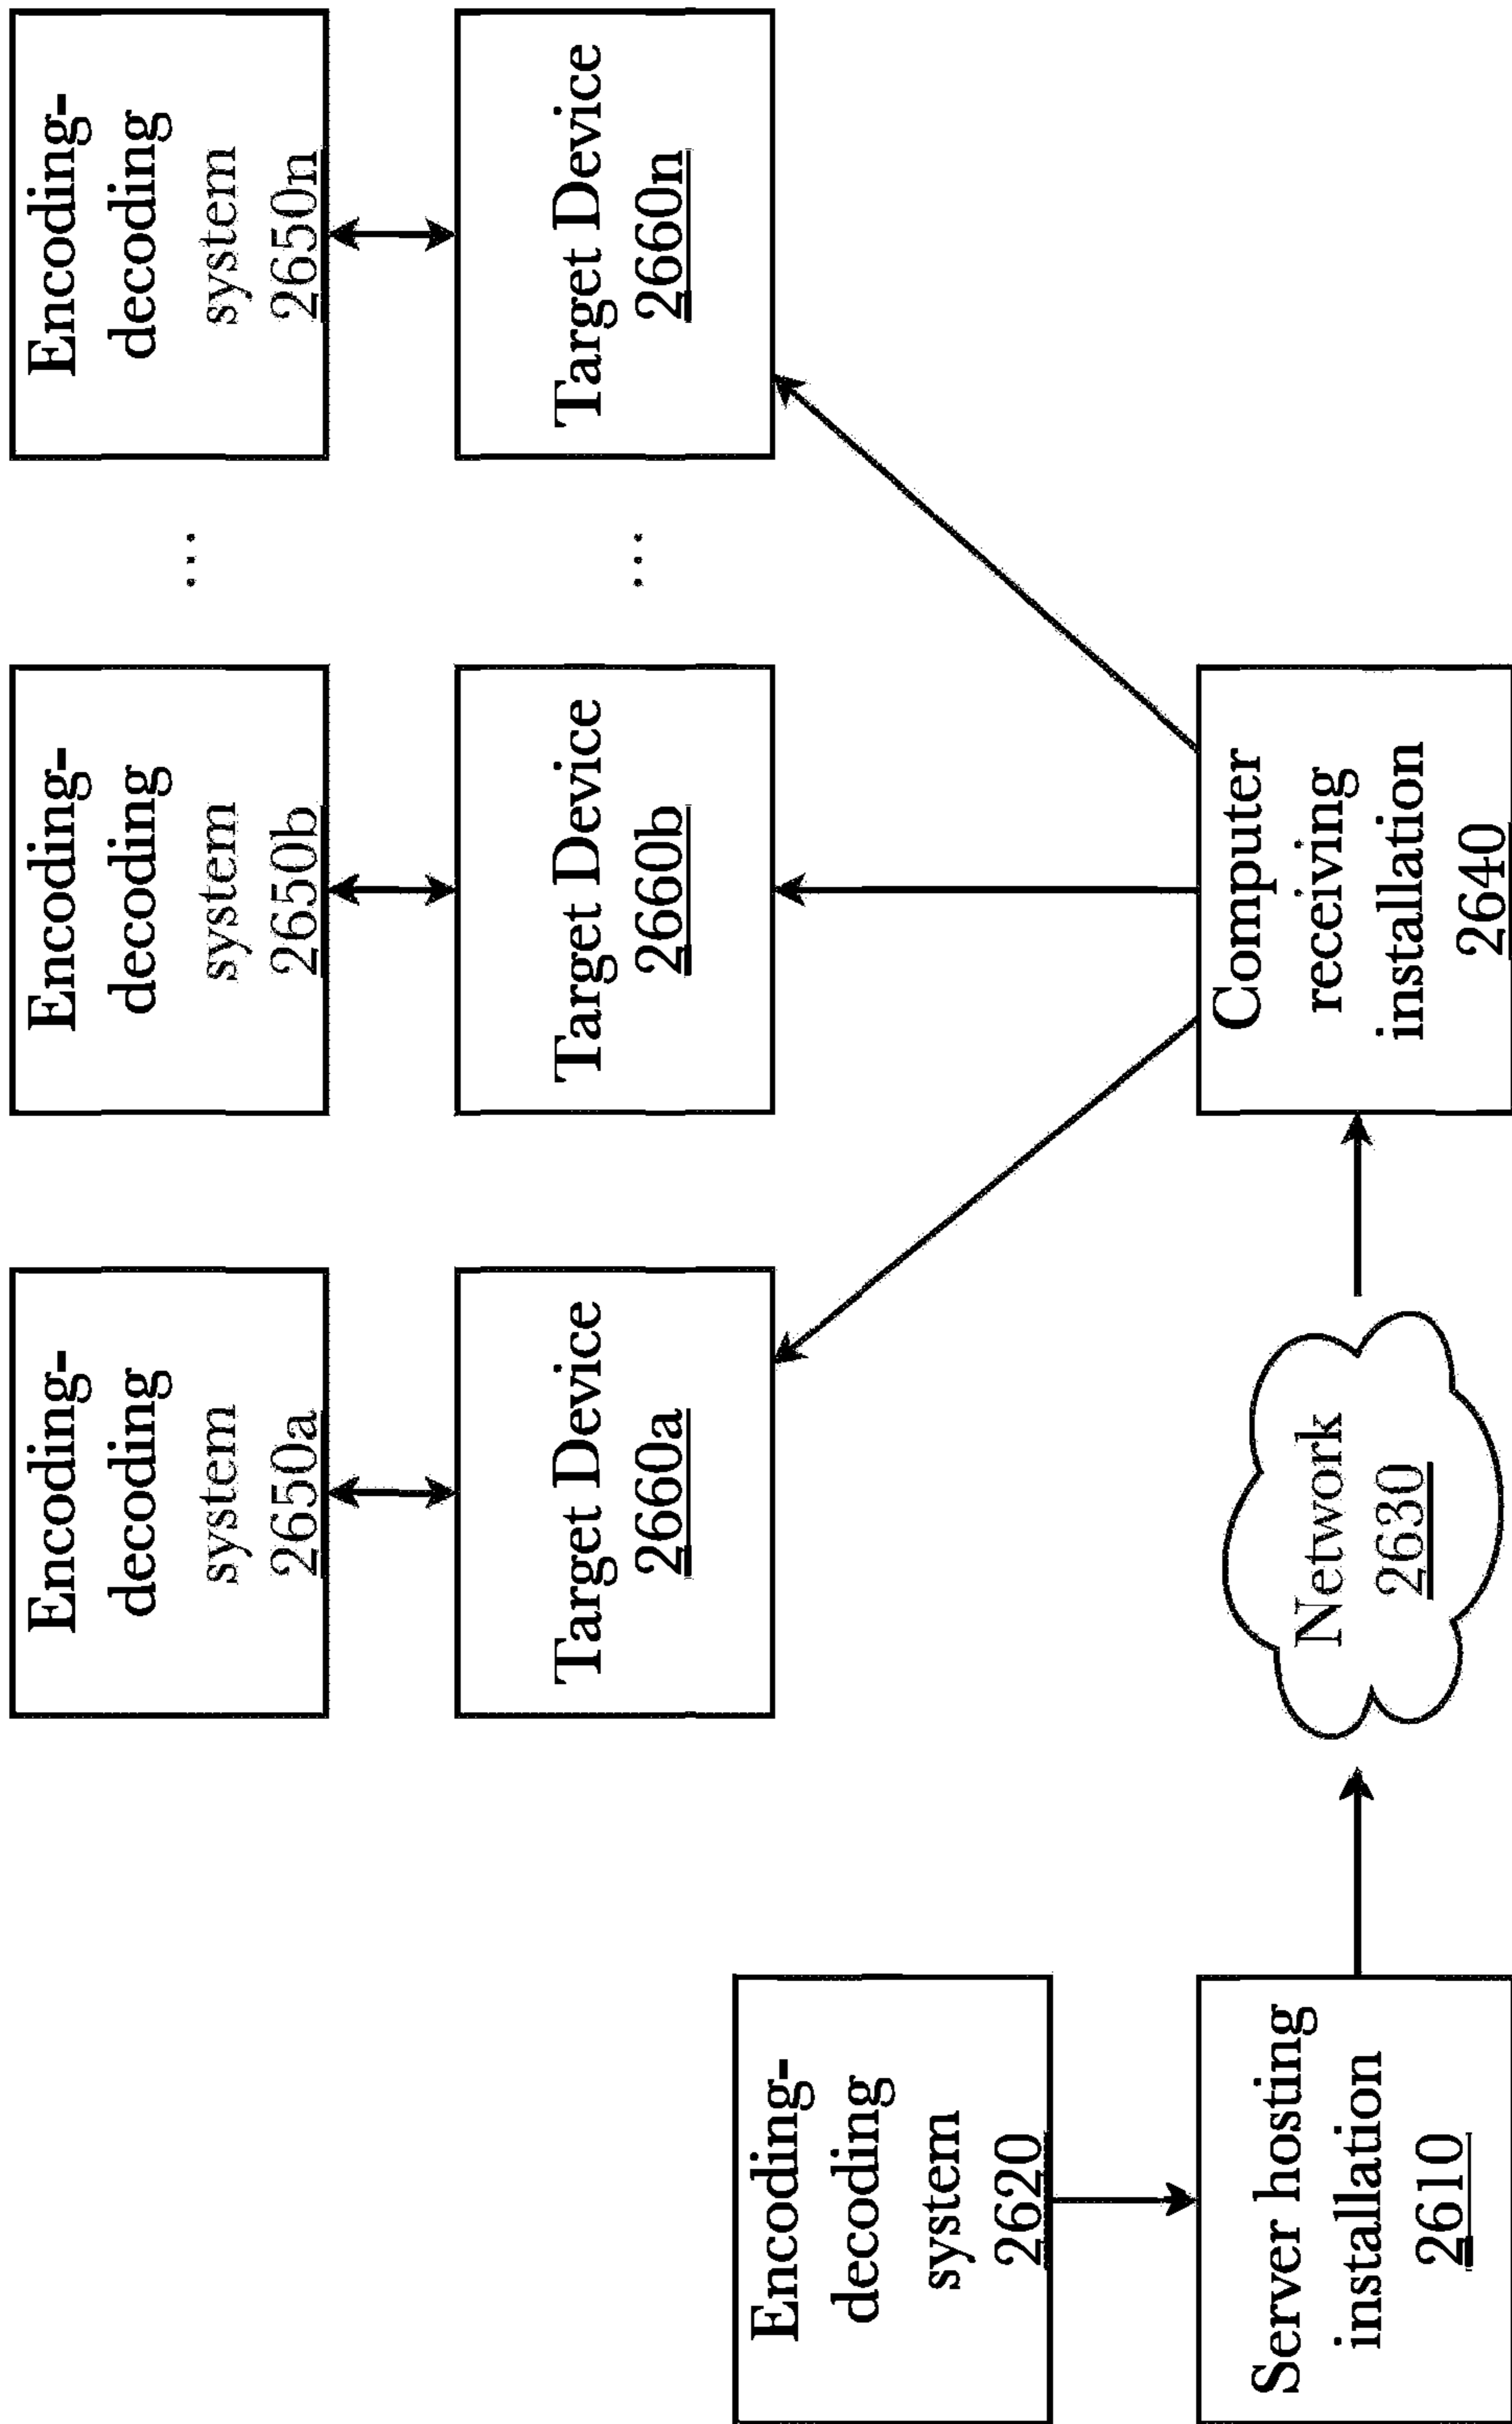 Encoding-
decoding
system
2650a
Encoding-
decoding
system
2650b
...
Encoding-
decoding
system
2650n
Target Device
2660a
Target Device
2660b
...
Target Device
2660n
Encoding-
decoding
system
2620
Server hosting
installation
2610
Network
2630
Computer
receiving
installation
2640